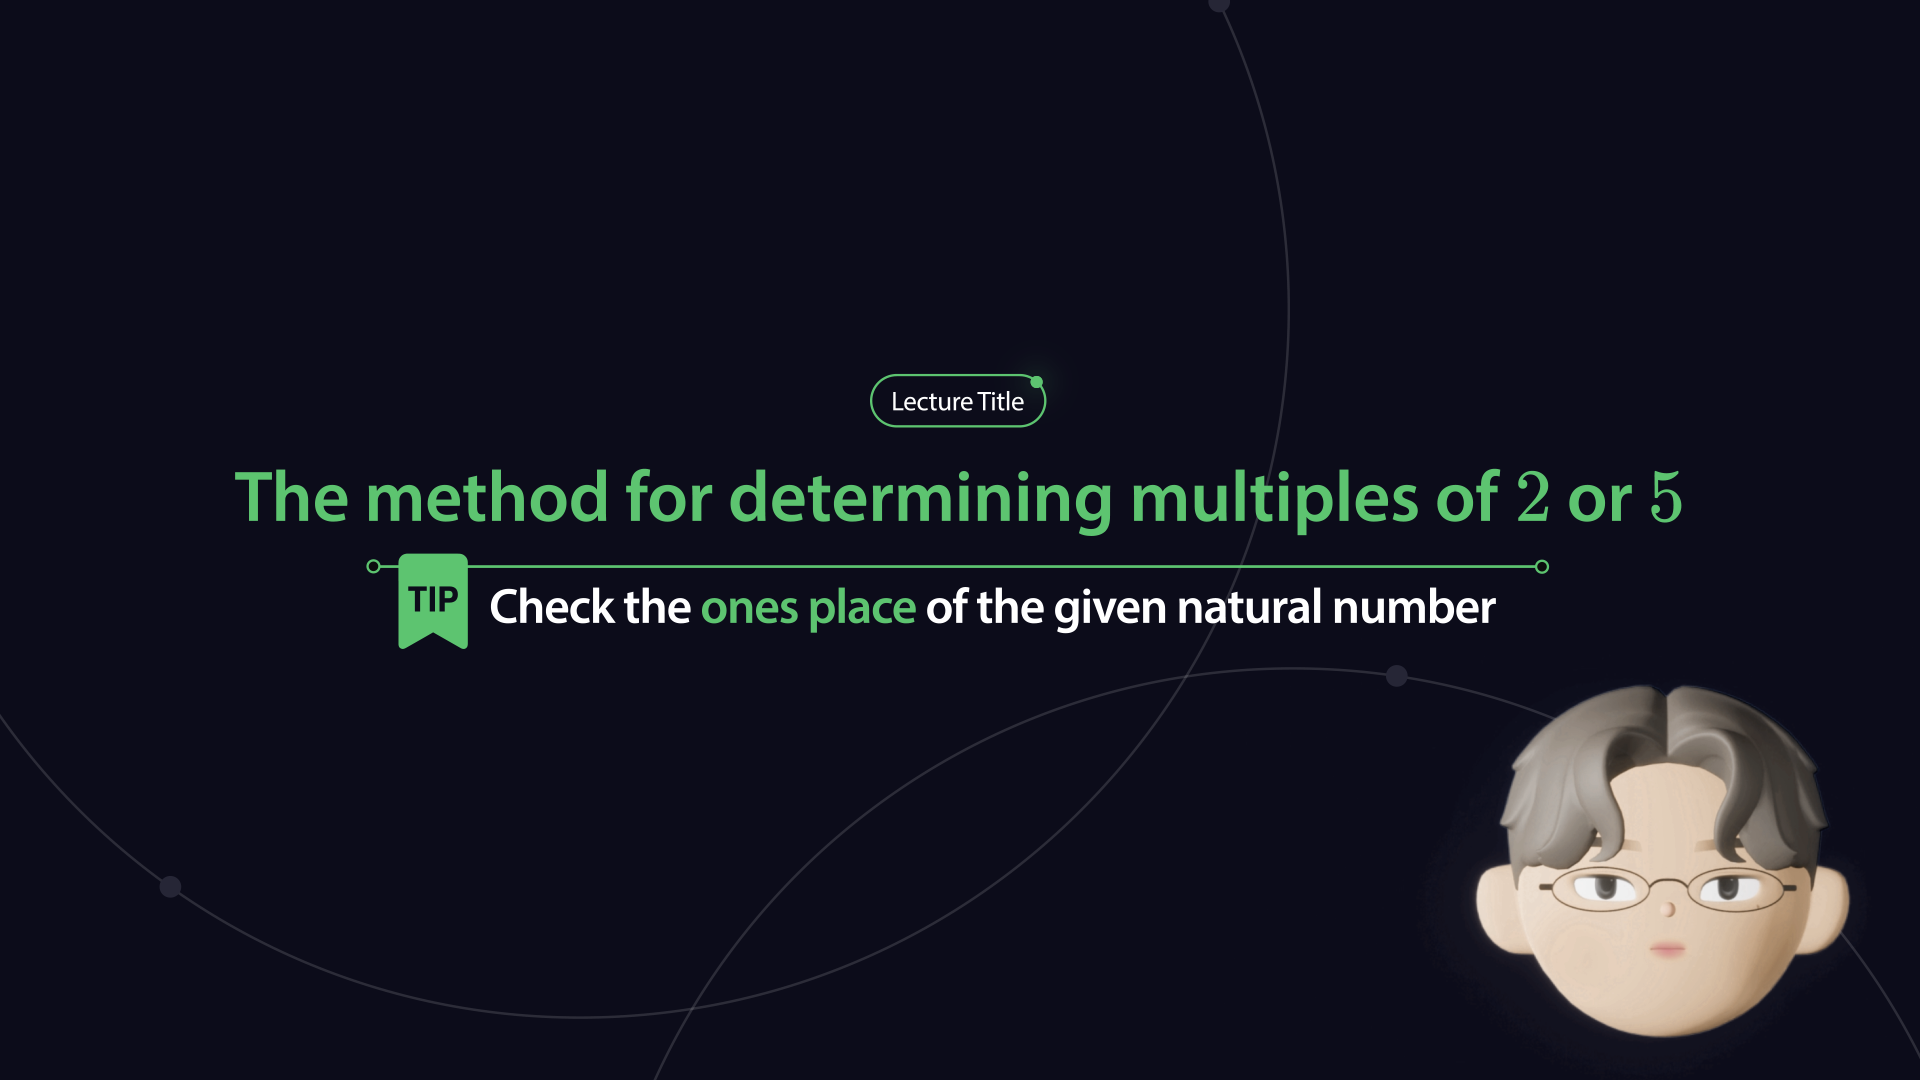 Lecture Title
The method for determining multiples of 2 or 5
TIP
Check the ones place of the given natural number